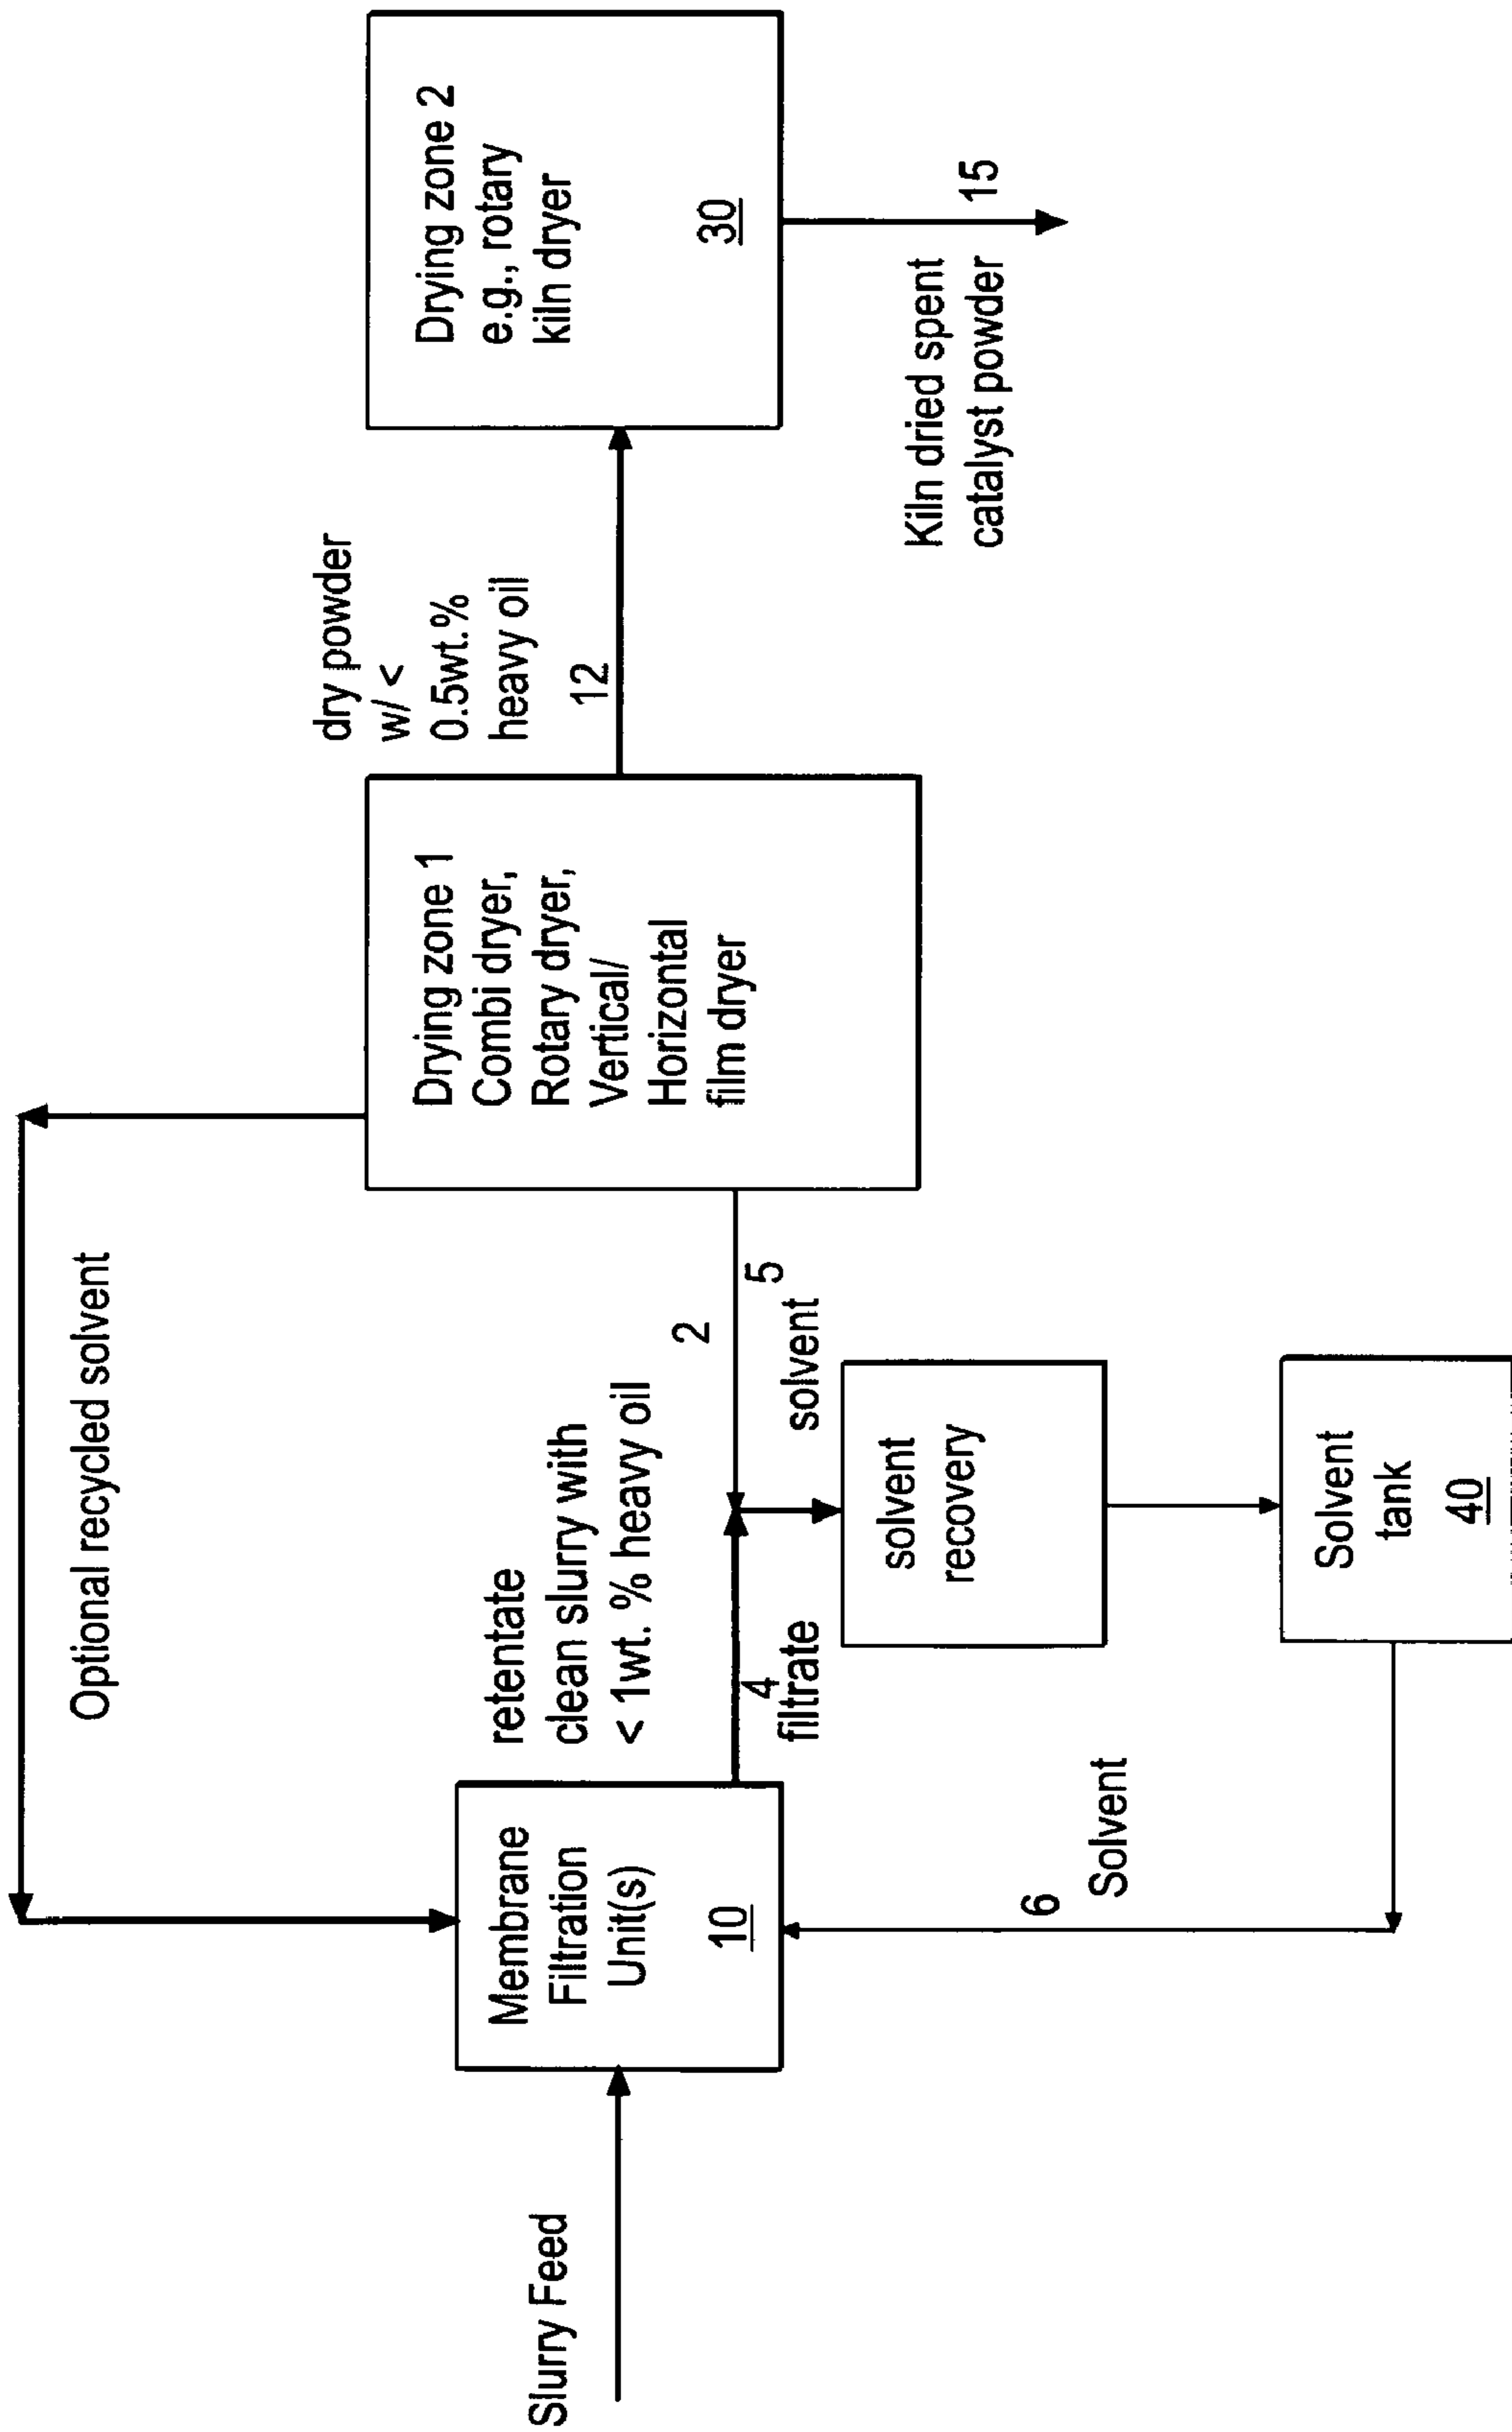 Optional recycled solvent
Slurry Feed
Membrane
Filtration
Unit(s)
10
retentate
clean slurry with
< 1wt. % heavy oil
2
4
filtrate
5
solvent
Drying zone 1
Combi dryer,
Rotary dryer,
Vertical/
Horizontal
film dryer
dry powder
w/ <
0.5wt.%
heavy oil
12
Drying zone 2
e.g., rotary
kiln dryer
30
Kiln dried spent
catalyst powder
15
solvent
recovery
6
Solvent
Solvent
tank
40